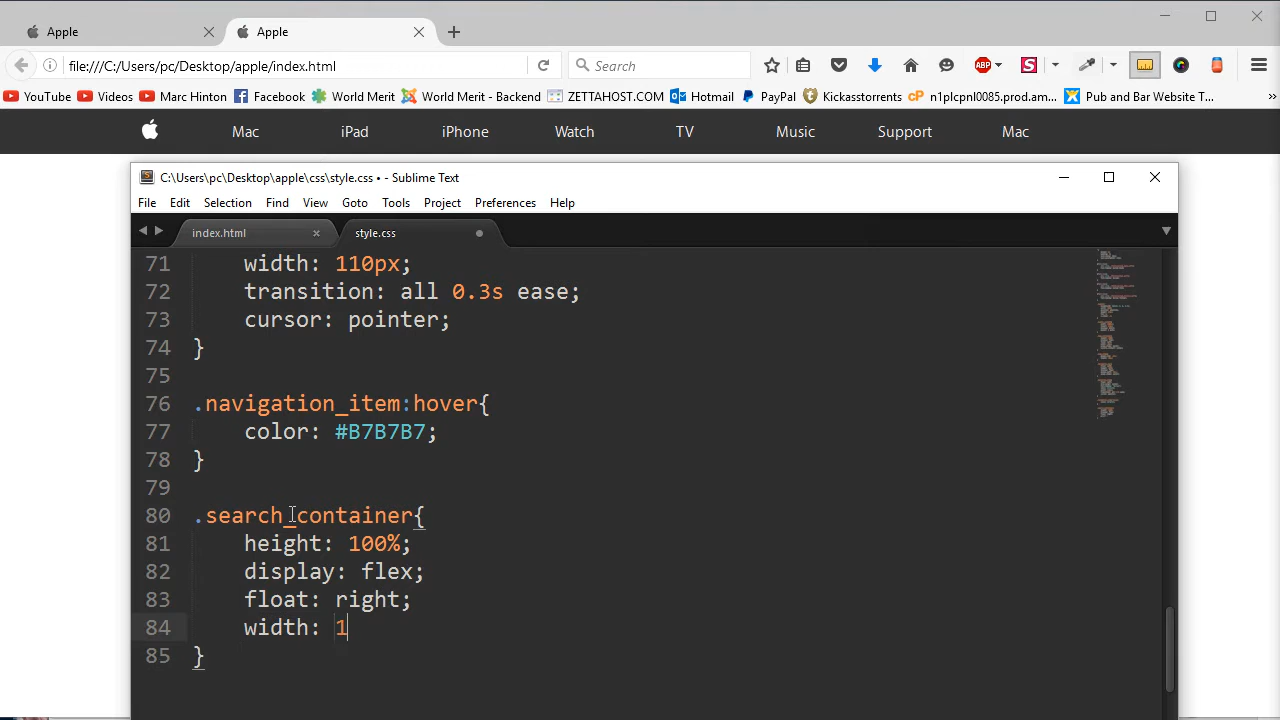 Apple
Apple
file:///C:/Users/pc/Desktop/apple/index.html
Search
ABP
S
YouTube
Videos
Marc Hinton
Facebook
World Merit
World Merit - Backend
ZETTAHOST.COM
Hotmail
PayPal
Kickasstorrents
cP n1plcpnl0085.prod.am...
Pub and Bar Website T...
»
Mac
iPad
iPhone
Watch
TV
Music
Support
Mac
C:\Users\pc\Desktop\apple\css\style.css • - Sublime Text
File Edit Selection Find View Goto Tools Project Preferences Help
index.html
style.css
71 width: 110px;
72 transition: all 0.3s ease;
73 cursor: pointer;
74 }
75
76 .navigation_item:hover{
77 color: #B7B7B7;
78 }
79
80 .search_container{
81 height: 100%;
82 display: flex;
83 float: right;
84 width: 1
85 }